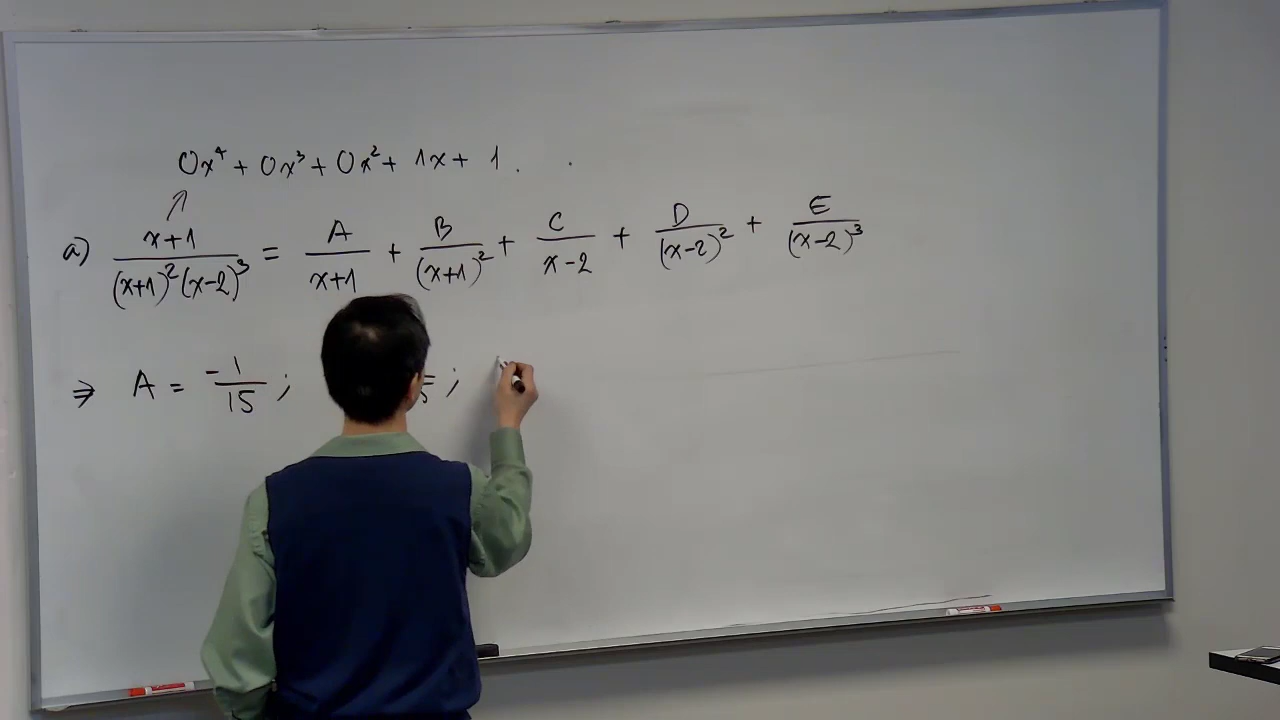 0x⁴ + 0x³ + 0x² + 1x + 1 .
a) (x+1)/((x+1)²(x-2)³) = A/(x+1) + B/(x+1)² + C/(x-2) + D/(x-2)² + E/(x-2)³
⇒ A = -1/15 ; 5 ;